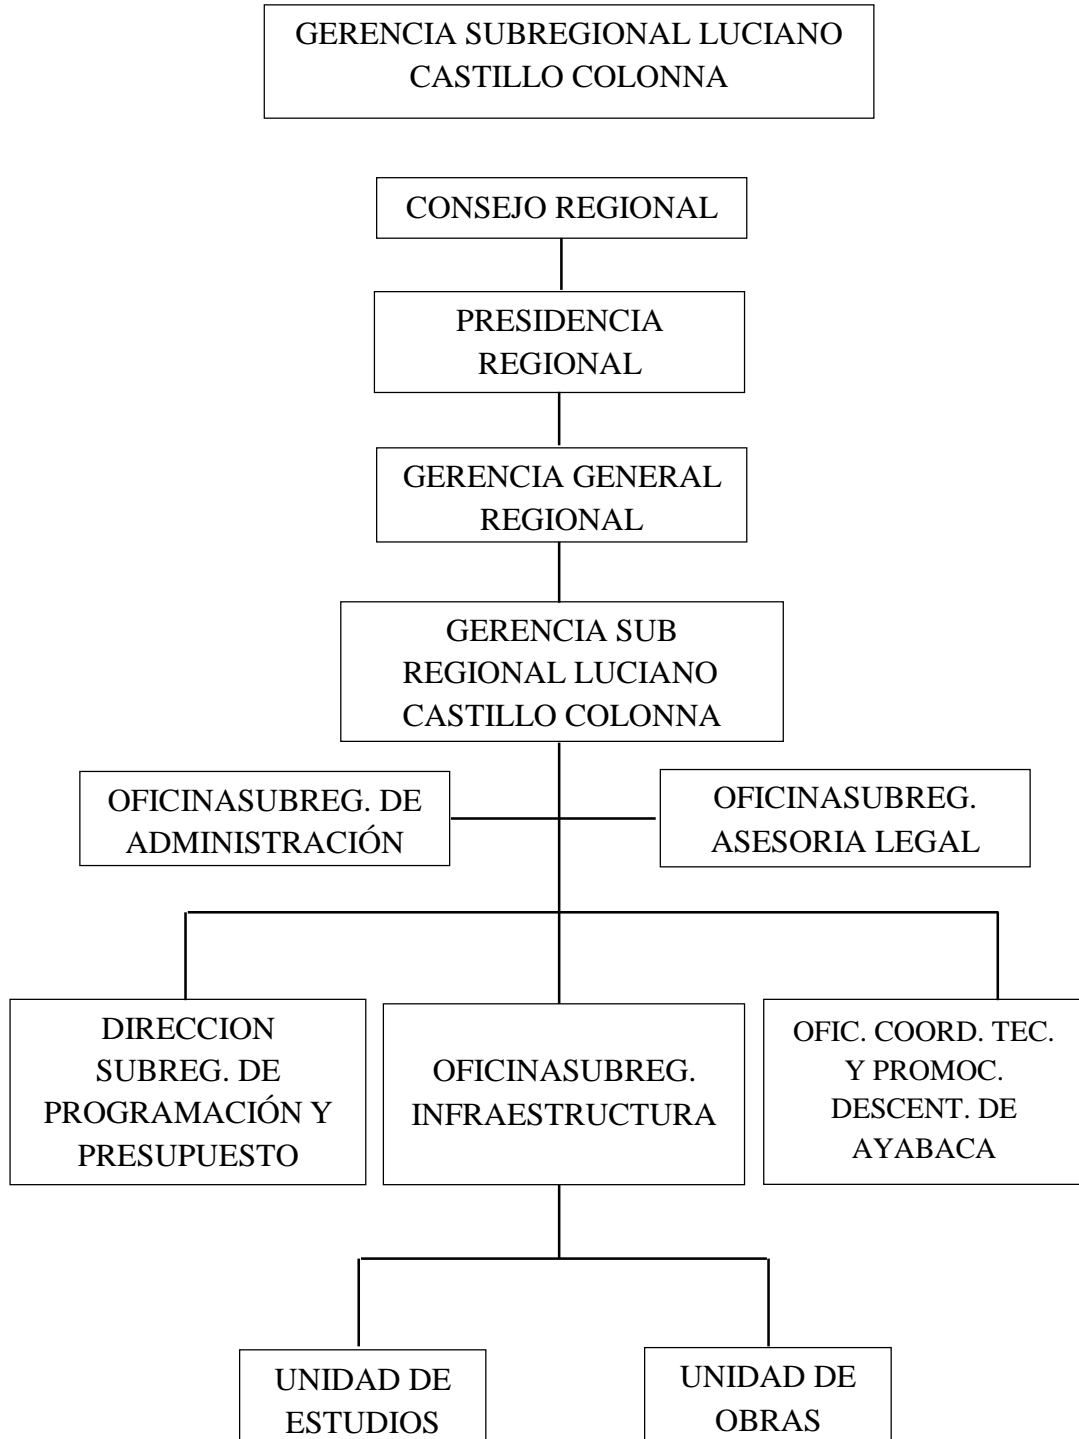 GERENCIA SUBREGIONAL LUCIANO
CASTILLO COLONNA
CONSEJO REGIONAL
PRESIDENCIA
REGIONAL
GERENCIA GENERAL
REGIONAL
GERENCIA SUB
REGIONAL LUCIANO
CASTILLO COLONNA
OFICINASUBREG. DE
ADMINISTRACIÓN
OFICINASUBREG.
ASESORIA LEGAL
DIRECCION
SUBREG. DE
PROGRAMACIÓN Y
PRESUPUESTO
OFICINASUBREG.
INFRAESTRUCTURA
OFIC. COORD. TEC.
Y PROMOC.
DESCENT. DE
AYABACA
UNIDAD DE
ESTUDIOS
UNIDAD DE
OBRAS